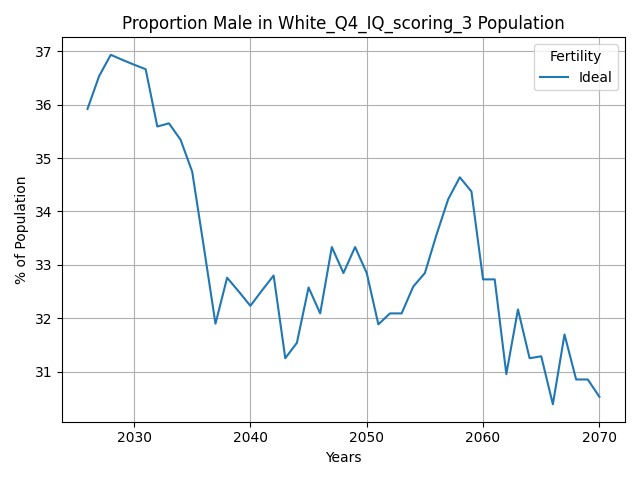 Proportion Male in White_Q4_IQ_scoring_3 Population
Fertility
Ideal
% of Population
37
36
35
34
33
32
31
2030
2040
2050
2060
2070
Years